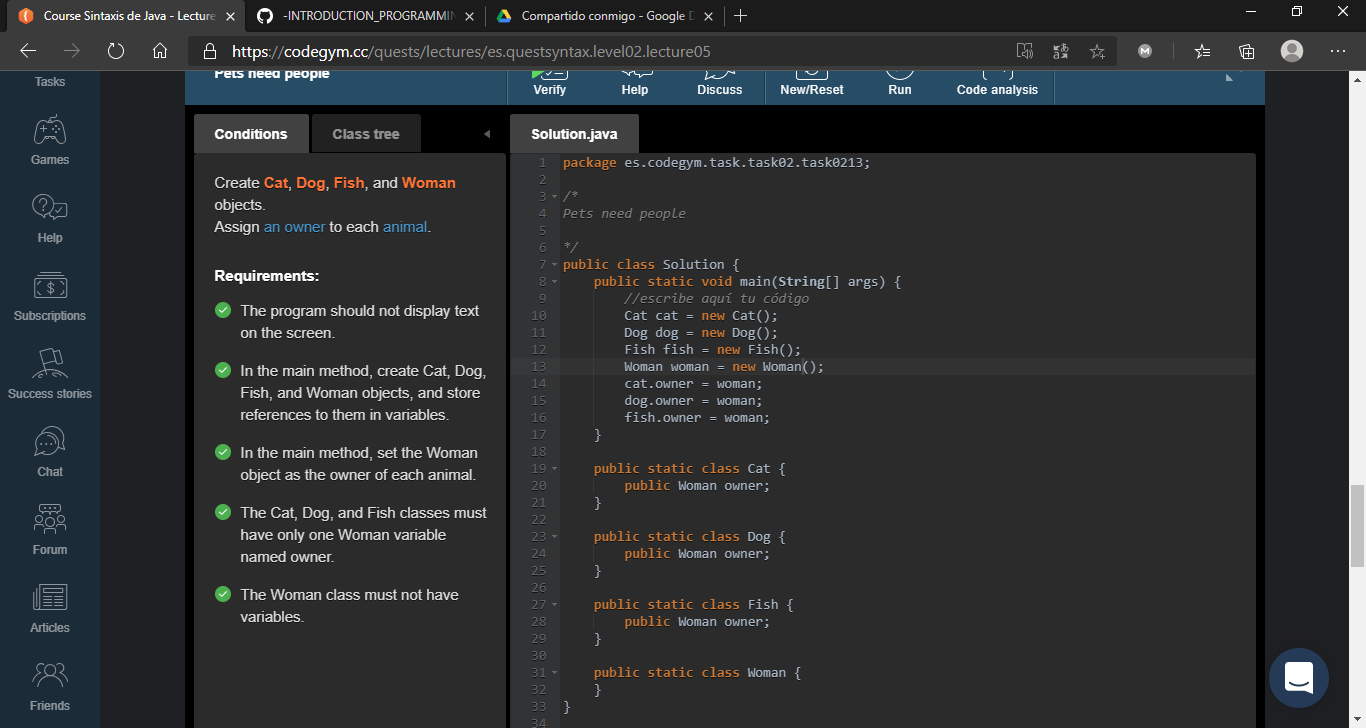 Course Sintaxis de Java - Lecture
-INTRODUCTION_PROGRAMMIN
Compartido conmigo - Google D
https://codegym.cc/quests/lectures/es.questsyntax.level02.lecture05
M
Tasks
Games
Help
Subscriptions
Success stories
Chat
Forum
Articles
Friends
Pets need people
Verify
Help
Discuss
New/Reset
Run
Code analysis
Conditions
Class tree
Create Cat, Dog, Fish, and Woman
objects.
Assign an owner to each animal.
Requirements:
The program should not display text
on the screen.
In the main method, create Cat, Dog,
Fish, and Woman objects, and store
references to them in variables.
In the main method, set the Woman
object as the owner of each animal.
The Cat, Dog, and Fish classes must
have only one Woman variable
named owner.
The Woman class must not have
variables.
Solution.java
1 package es.codegym.task.task02.task0213;
2
3 /*
4 Pets need people
5
6 */
7 public class Solution {
8 public static void main(String[] args) {
9 //escribe aquí tu código
10 Cat cat = new Cat();
11 Dog dog = new Dog();
12 Fish fish = new Fish();
13 Woman woman = new Woman();
14 cat.owner = woman;
15 dog.owner = woman;
16 fish.owner = woman;
17 }
18
19 public static class Cat {
20 public Woman owner;
21 }
22
23 public static class Dog {
24 public Woman owner;
25 }
26
27 public static class Fish {
28 public Woman owner;
29 }
30
31 public static class Woman {
32 }
33 }
34